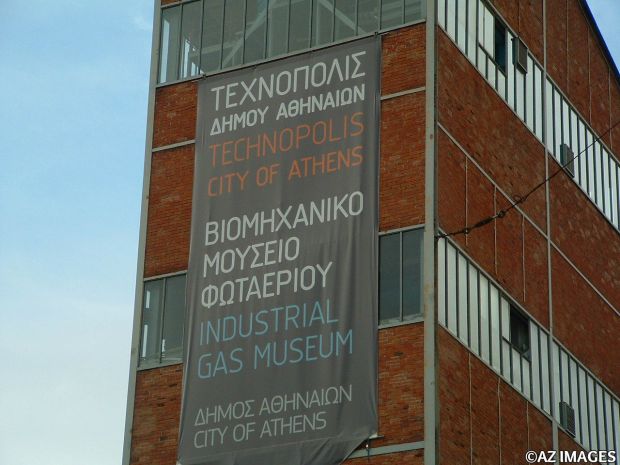 ΤΕΧΝΟΠΟΛΙΣ
ΔΗΜΟΥ ΑΘΗΝΑΙΩΝ
TECHNOPOLIS
CITY OF ATHENS
ΒΙΟΜΗΧΑΝΙΚΟ
ΜΟΥΣΕΙΟ
ΦΩΤΑΕΡΙΟΥ
INDUSTRIAL
GAS MUSEUM
ΔΗΜΟΣ ΑΘΗΝΑΙΩΝ
CITY OF ATHENS
©AZ IMAGES